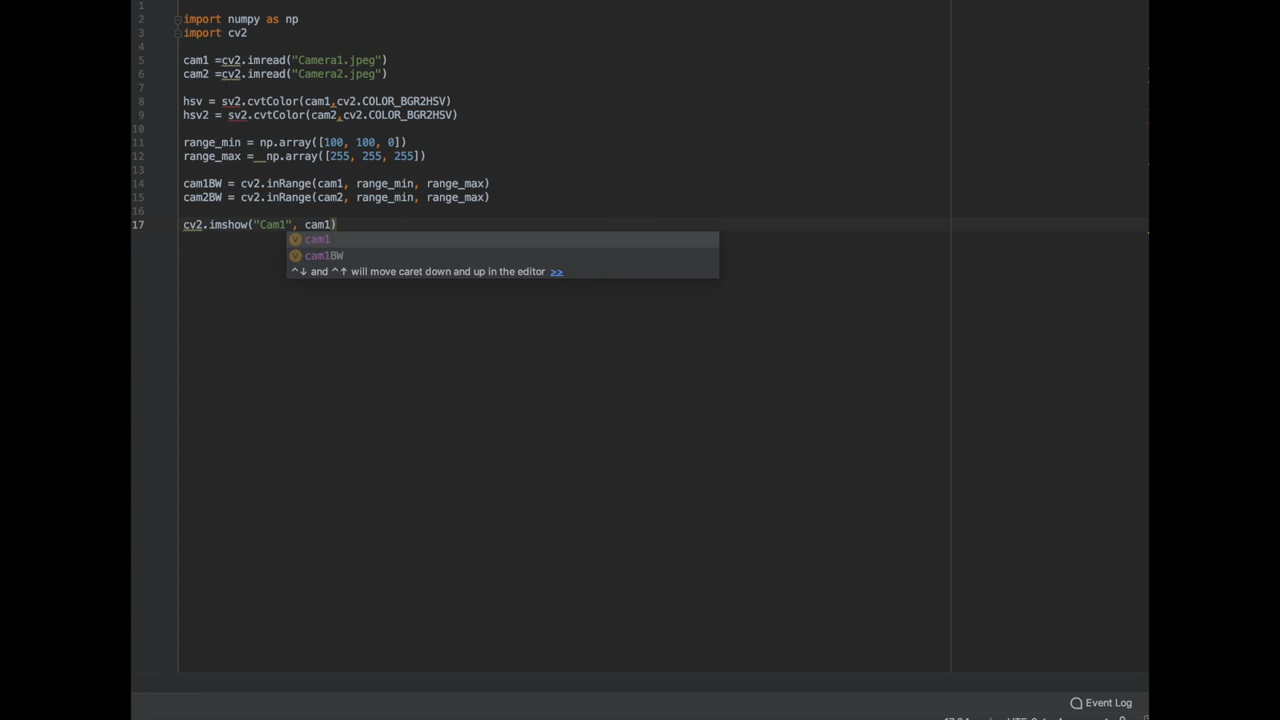 1
2 import numpy as np
3 import cv2
4
5 cam1 =cv2.imread("Camera1.jpeg")
6 cam2 =cv2.imread("Camera2.jpeg")
7
8 hsv = sv2.cvtColor(cam1,cv2.COLOR_BGR2HSV)
9 hsv2 = sv2.cvtColor(cam2,cv2.COLOR_BGR2HSV)
10
11 range_min = np.array([100, 100, 0])
12 range_max =  np.array([255, 255, 255])
13
14 cam1BW = cv2.inRange(cam1, range_min, range_max)
15 cam2BW = cv2.inRange(cam2, range_min, range_max)
16
17 cv2.imshow("Cam1", cam1)
v cam1
v cam1BW
^↓ and ^↑ will move caret down and up in the editor >>
Event Log